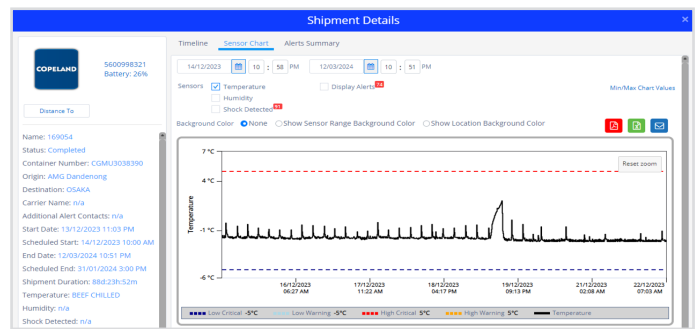 Shipment Details
×
COPELAND
5600998321
Battery: 26%
Distance To
Name: 169054
Status: Completed
Container Number: CGMU3038390
Origin: AMG Dandenong
Destination: OSAKA
Carrier Name: n/a
Additional Alert Contacts: n/a
Start Date: 13/12/2023 11:03 PM
Scheduled Start: 14/12/2023 10:00 AM
End Date: 12/03/2024 10:51 PM
Scheduled End: 31/01/2024 3:00 PM
Shipment Duration: 88d23h:52m
Temperature: BEEF CHILLED
Humidity: n/a
Shock Detected: n/a
Timeline Sensor Chart Alerts Summary
14/12/2023 10 : 58 PM 12/03/2024 10 : 51 PM
Sensors Temperature Display Alerts
Min/Max Chart Values
Humidity
Shock Detected
Background Color None Show Sensor Range Background Color Show Location Background Color
Reset zoom
7 °C
4 °C
-1 °C
-6 °C
Temperature
16/12/2023 17/12/2023 18/12/2023 19/12/2023 21/12/2023 22/12/2023
06:27 AM 11:22 AM 04:17 PM 09:13 PM 02:08 AM 07:03 AM
Low Critical -5°C Low Warning -5°C High Critical 5°C High Warning 5°C Temperature